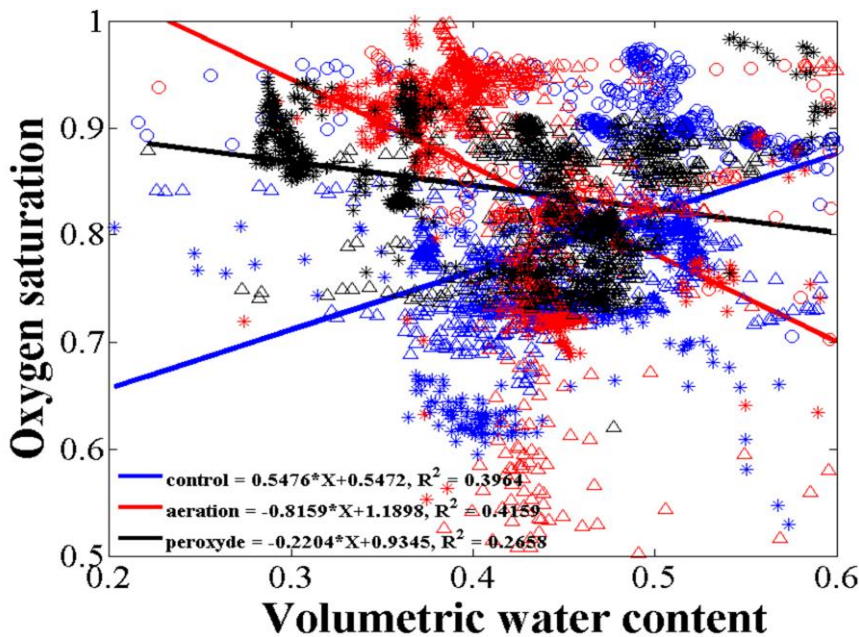 1
0.9
0.8
0.7
0.6
0.5
Oxygen saturation
control = 0.5476*X+0.5472, R² = 0.3964
aeration = -0.8159*X+1.1898, R² = 0.4159
peroxyde = -0.2204*X+0.9345, R² = 0.2658
0.2 0.3 0.4 0.5 0.6
Volumetric water content